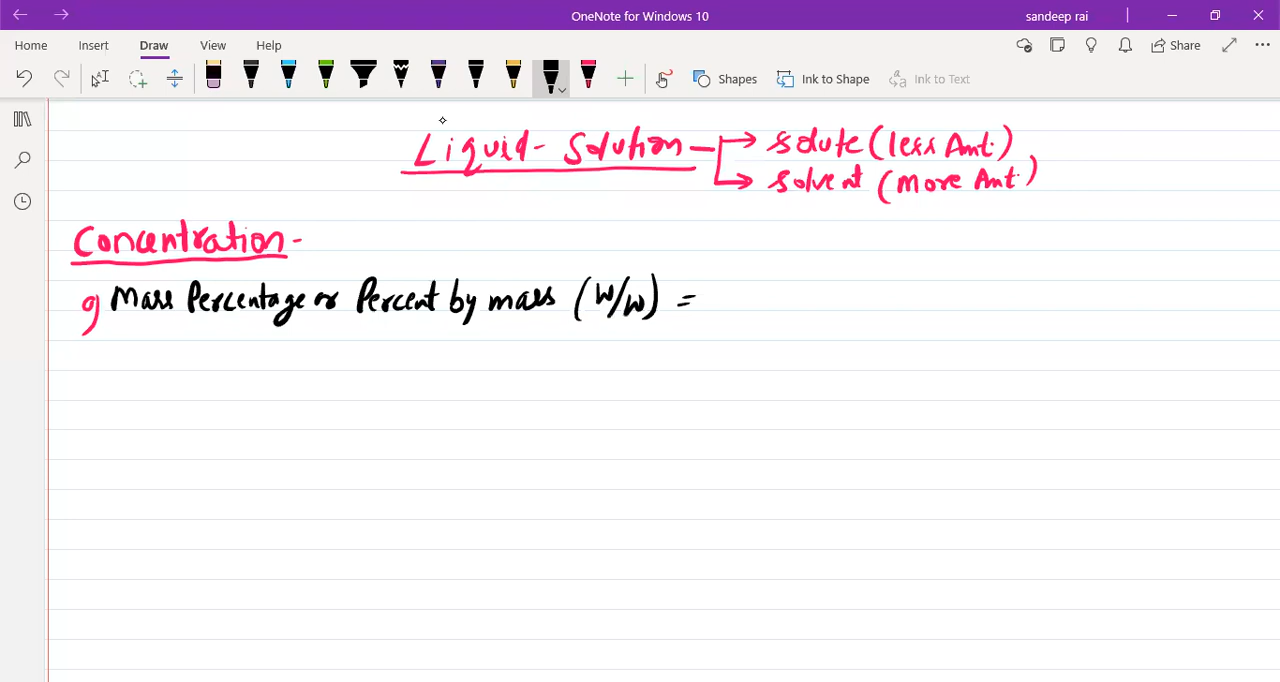 OneNote for Windows 10
sandeep rai
Home Insert Draw View Help
Share
Shapes Ink to Shape Ink to Text
Liquid- Solution → Solute (less Amt.)
→ Solvent (More Amt.)
Concentration-
Mass Percentage or Percent by mass (W/W) =